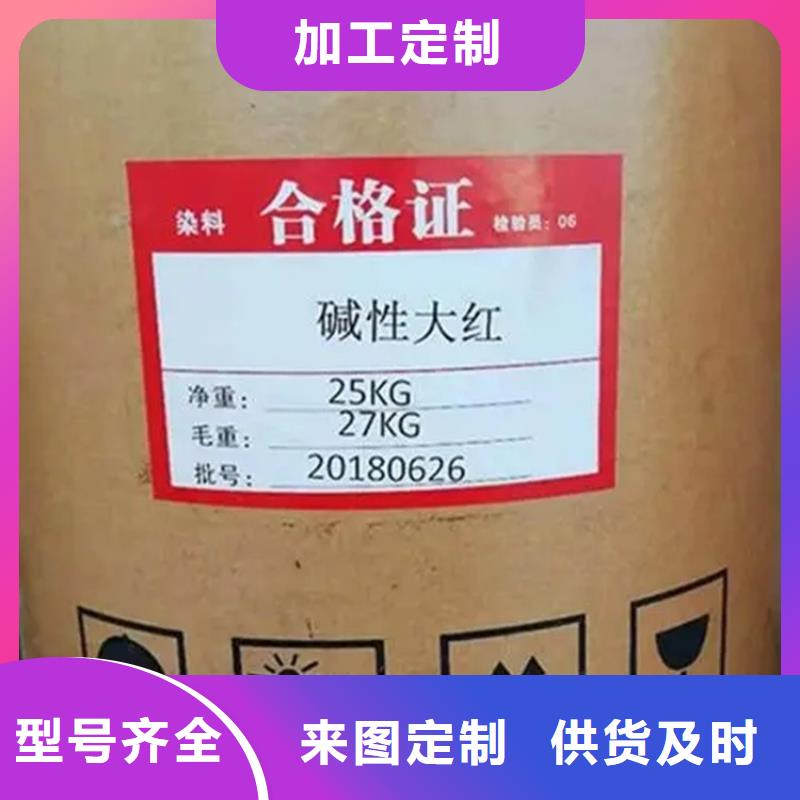 加工定制
染料 合格证 检验员：06
碱性大红
净重： 25KG
毛重： 27KG
批号： 20180626
型号齐全 来图定制 供货及时